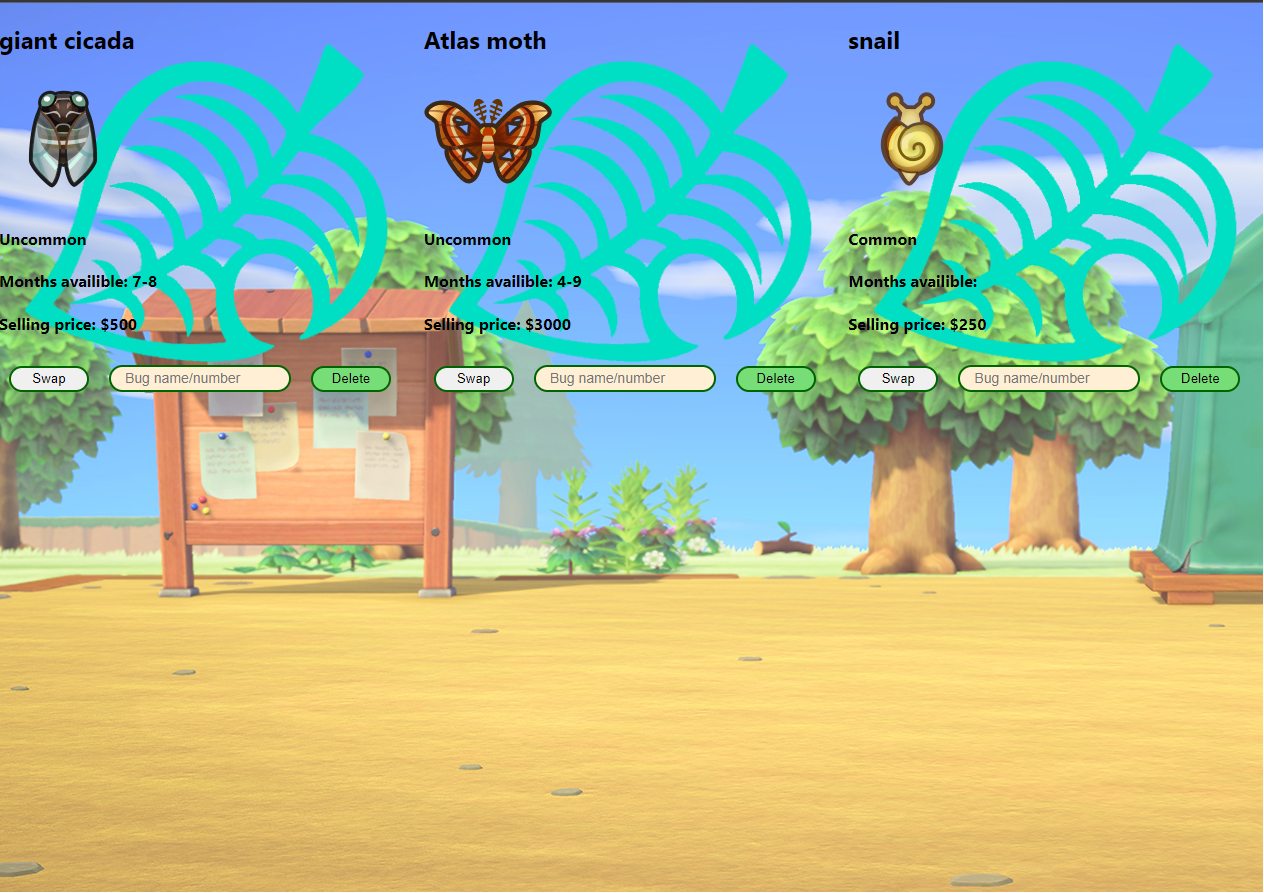 giant cicada
Uncommon
Months availible: 7-8
Selling price: $500
Swap
Bug name/number
Delete
Atlas moth
Uncommon
Months availible: 4-9
Selling price: $3000
Swap
Bug name/number
Delete
snail
Common
Months availible:
Selling price: $250
Swap
Bug name/number
Delete